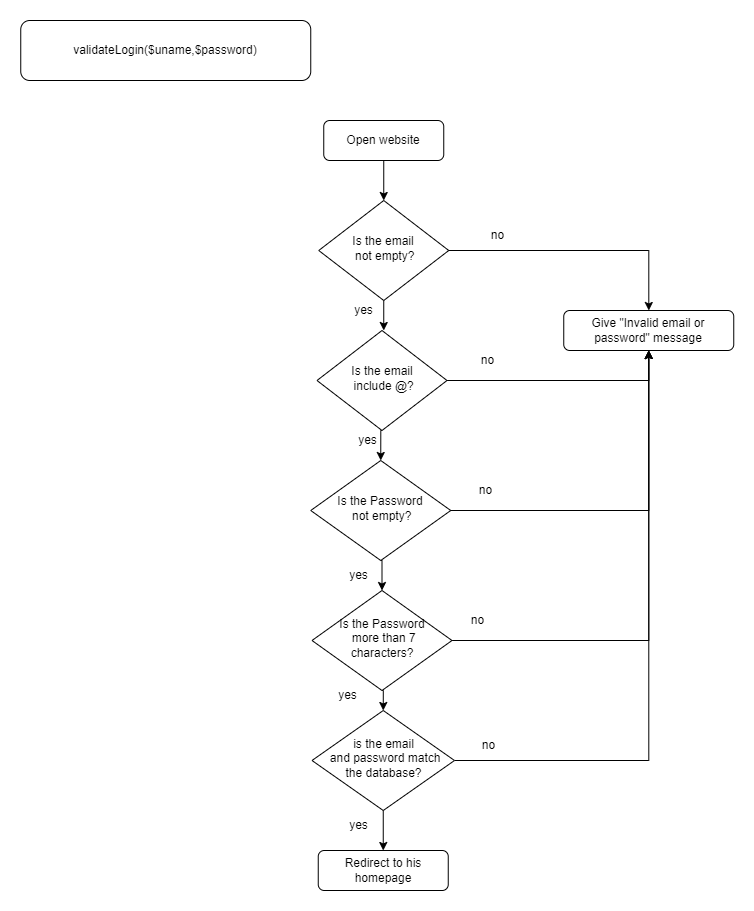 validateLogin($uname,$password)
Open website
Is the email
not empty?
no
yes
Give "Invalid email or
password" message
Is the email
include @?
no
yes
Is the Password
not empty?
no
yes
Is the Password
more than 7
characters?
no
yes
is the email
and password match
the database?
no
yes
Redirect to his
homepage